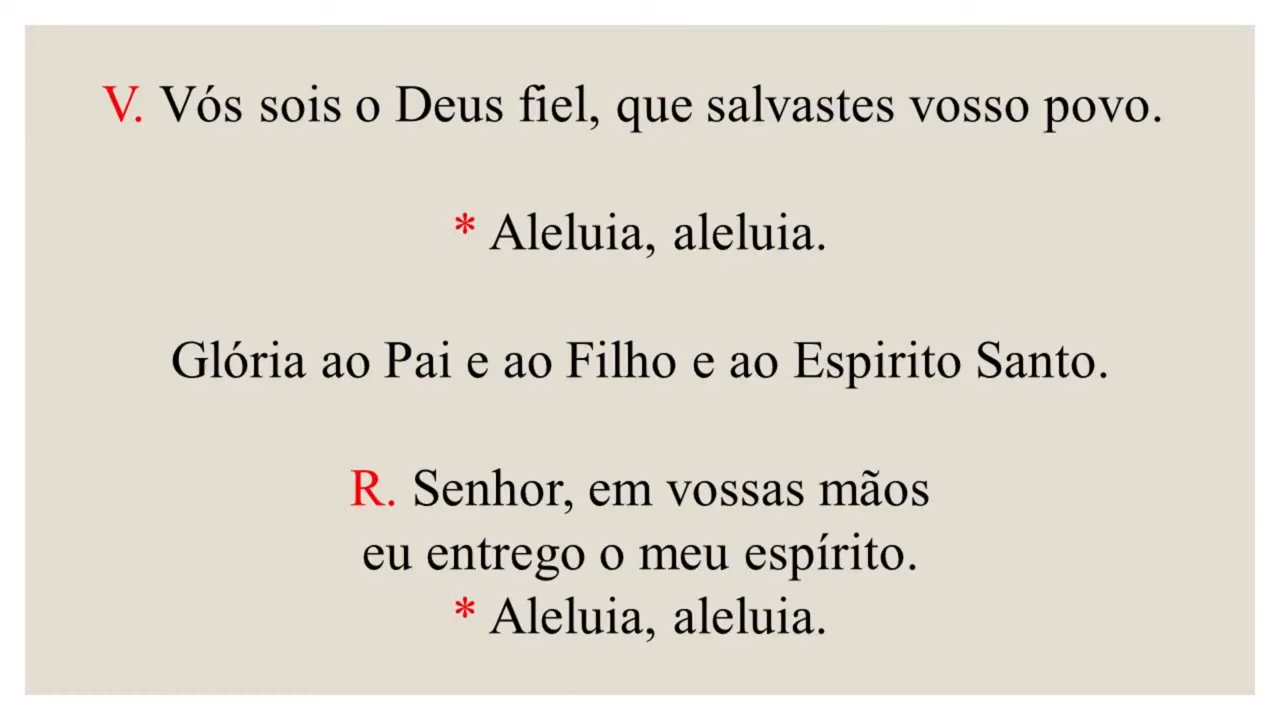 V. Vós sois o Deus fiel, que salvastes vosso povo.
* Aleluia, aleluia.
Glória ao Pai e ao Filho e ao Espirito Santo.
R. Senhor, em vossas mãos
eu entrego o meu espírito.
* Aleluia, aleluia.